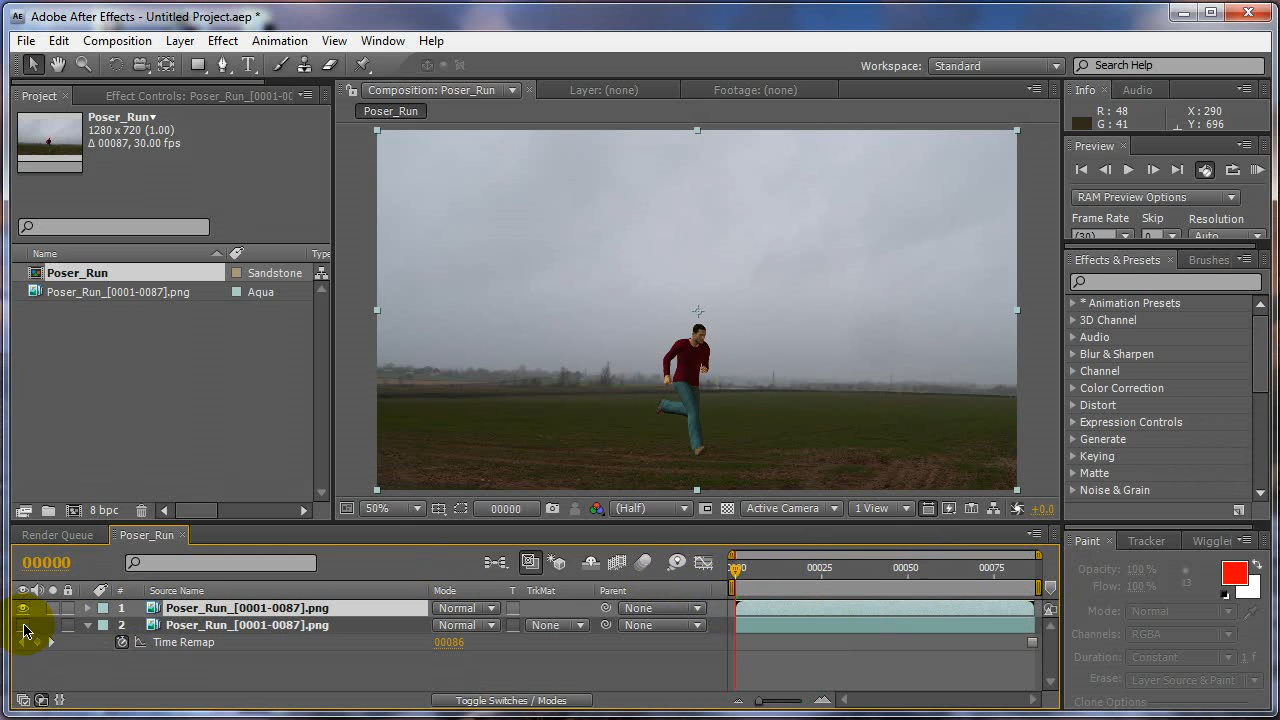 Adobe After Effects - Untitled Project.aep *
File Edit Composition Layer Effect Animation View Window Help
Workspace: Standard Search Help
Project Effect Controls: Poser_Run_[0001-00
Composition: Poser_Run Layer: (none) Footage: (none)
Info Audio
Poser_Run
Poser_Run
1280 x 720 (1.00)
Δ 00087, 30.00 fps
R: 48 X: 290
G: 41 Y: 696
Preview
RAM Preview Options
Frame Rate Skip Resolution
(30) 0 Auto
Name Type
Poser_Run Sandstone
Poser_Run_[0001-0087].png Aqua
Effects & Presets Brushes
* Animation Presets
3D Channel
Audio
Blur & Sharpen
Channel
Color Correction
Distort
Expression Controls
Generate
Keying
Matte
Noise & Grain
8 bpc
50% 00000 (Half) Active Camera 1 View +0.0
Render Queue Poser_Run
00000
00025 00050 00075
# Source Name Mode T TrkMat Parent
1 Poser_Run_[0001-0087].png Normal None
2 Poser_Run_[0001-0087].png Normal None None
Time Remap 00086
Toggle Switches / Modes
Paint Tracker Wiggler
Opacity: 100 %
Flow: 100 % 13
Mode: Normal
Channels: RGBA
Duration: Constant 1 f
Erase: Layer Source & Paint
Clone Options